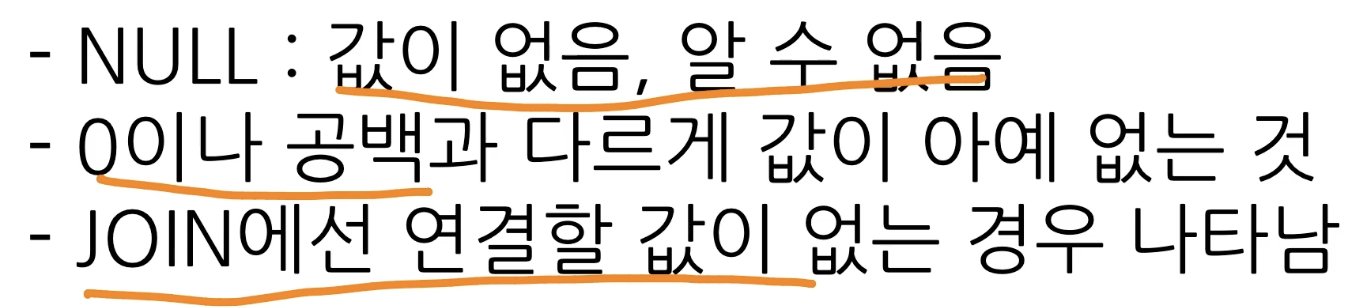 - NULL : 값이 없음, 알 수 없음
- 0이나 공백과 다르게 값이 아예 없는 것
- JOIN에선 연결할 값이 없는 경우 나타남